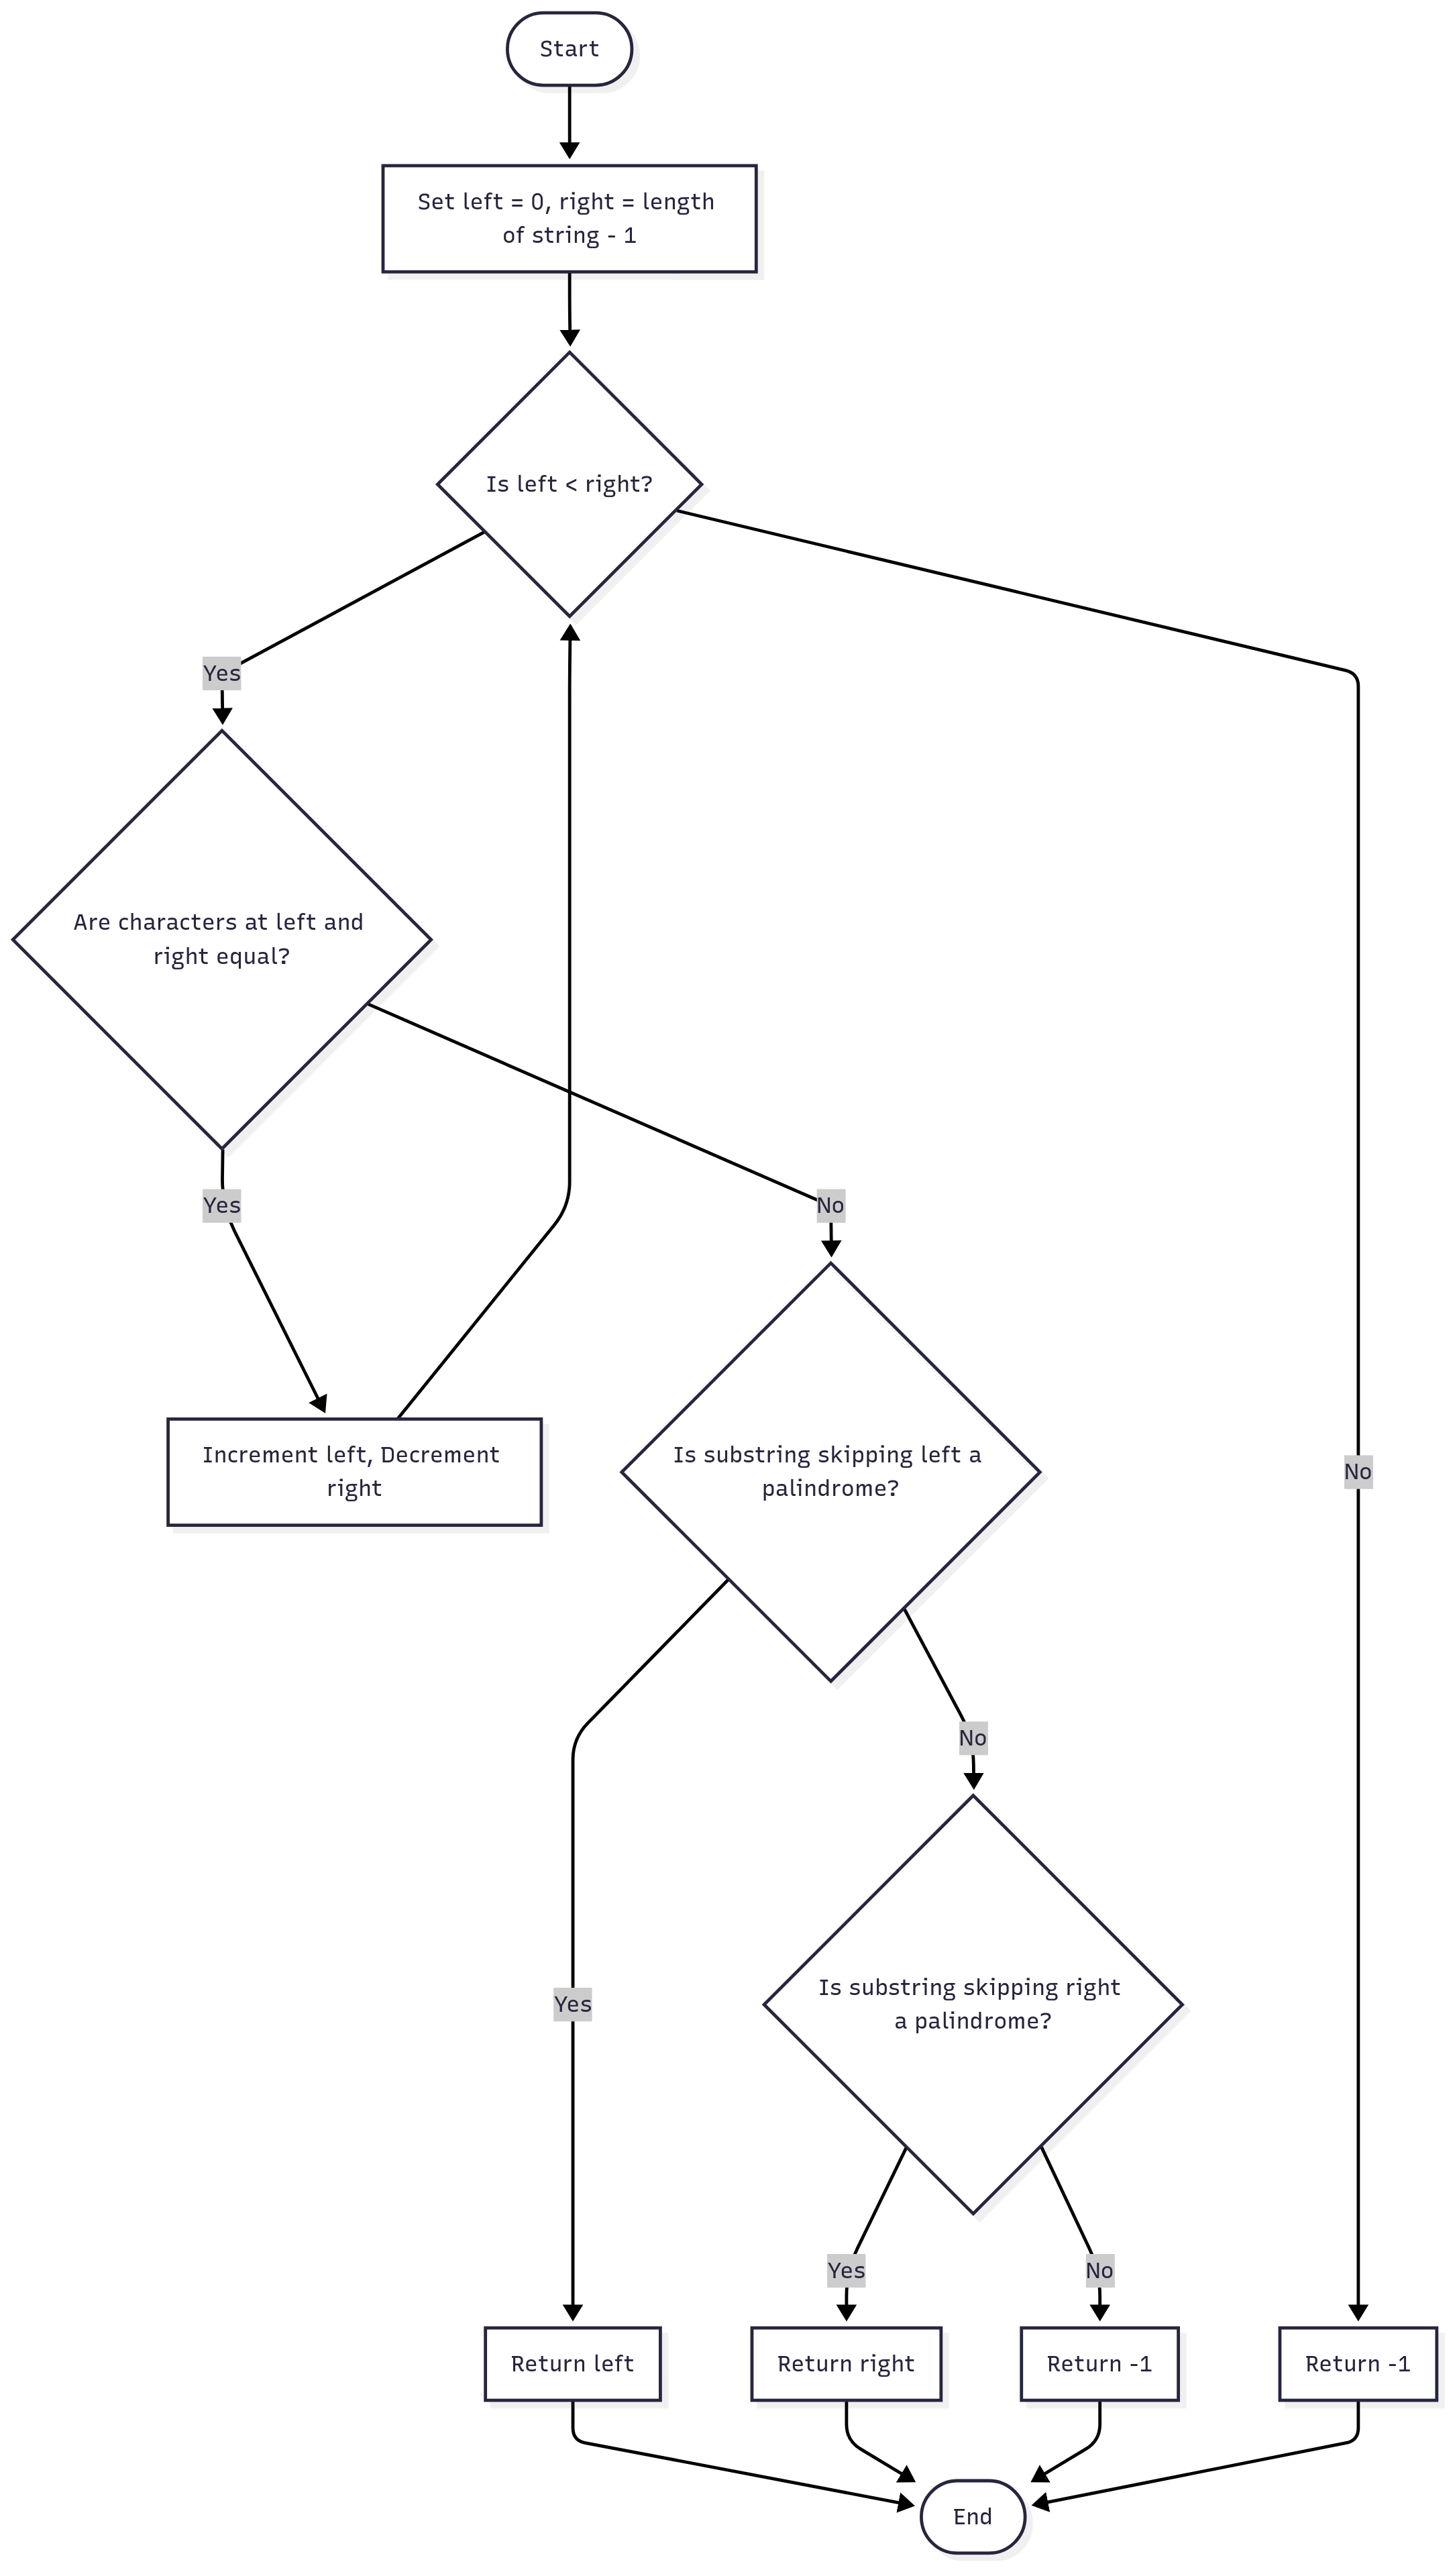 Start
Set left = 0, right = length
of string - 1
Is left < right?
Yes
Are characters at left and
right equal?
Yes
No
Increment left, Decrement
right
Is substring skipping left a
palindrome?
No
No
Is substring skipping right
a palindrome?
Yes
Yes
No
Return left
Return right
Return -1
Return -1
End